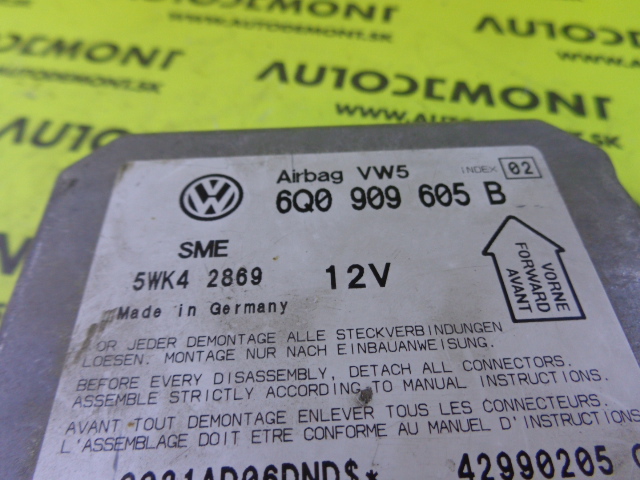 AUTODEMONT
WWW.AUTODEMONT.SK
AUTODEMONT
AUTODEMONT.SK
Airbag VW5
INDEX 02
6Q0 909 605 B
SME
5WK4 2869
12V
VORNE
FORWARD
AVANT
Made in Germany
VOR JEDER DEMONTAGE ALLE STECKVERBINDUNGEN
LOESEN. MONTAGE NUR NACH EINBAUANWEISUNG.
BEFORE EVERY DISASSEMBLY, DETACH ALL CONNECTORS.
ASSEMBLE STRICTLY ACCORDING TO MANUAL INSTRUCTIONS.
AVANT TOUT DEMONTAGE ENLEVER TOUS LES CONNECTEURS.
L'ASSEMBLAGE DOIT ETRE CONFORME AU MANUEL D'INSTRUCTIONS
42990205